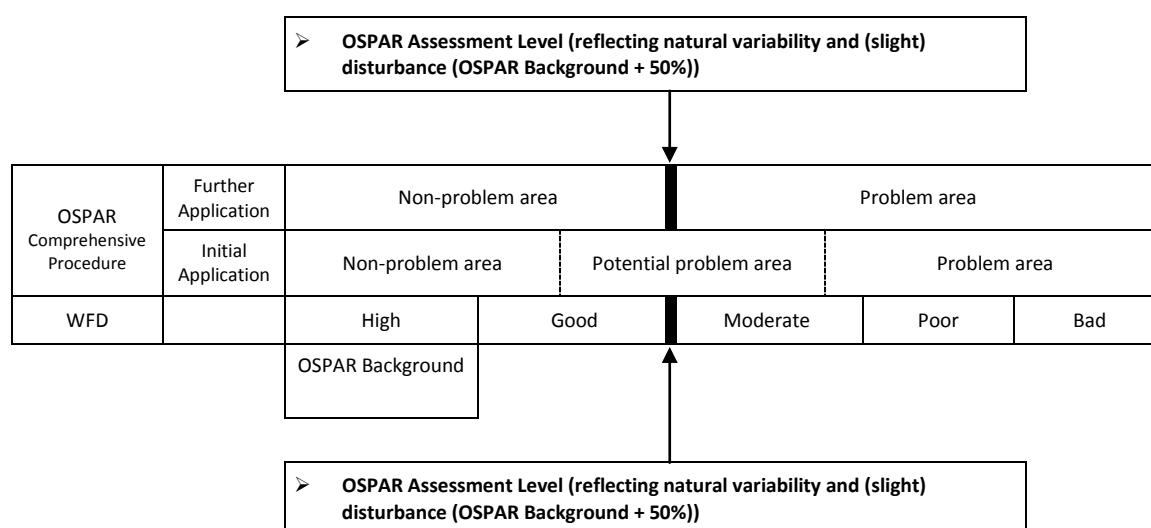 ➢ OSPAR Assessment Level (reflecting natural variability and (slight)
disturbance (OSPAR Background + 50%))
OSPAR
Comprehensive
Procedure
Further
Application
Non-problem area
Problem area
Initial
Application
Non-problem area
Potential problem area
Problem area
WFD
High
Good
Moderate
Poor
Bad
OSPAR Background
➢ OSPAR Assessment Level (reflecting natural variability and (slight)
disturbance (OSPAR Background + 50%))